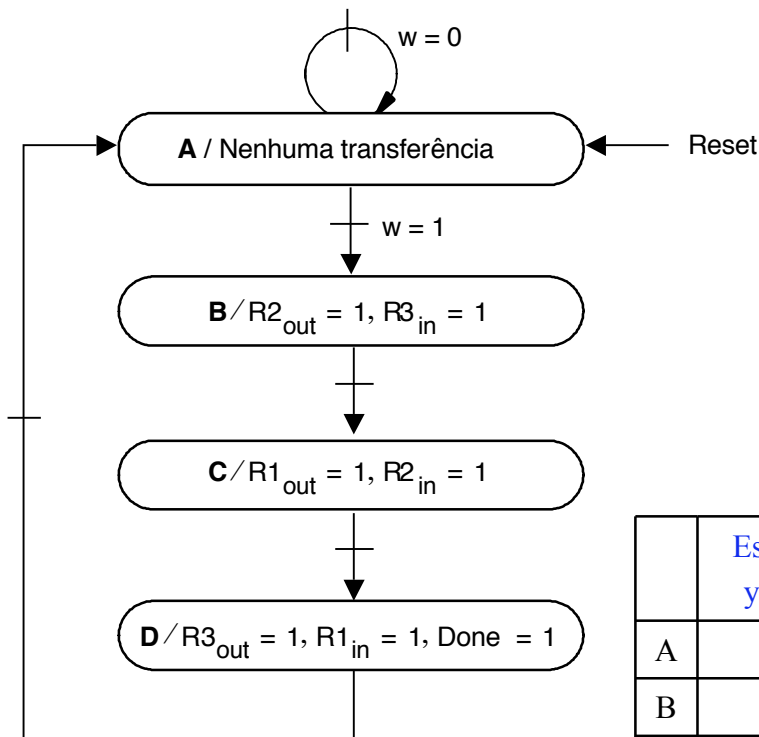 w = 0
A / Nenhuma transferência
Reset
w = 1
B / R2out = 1, R3in = 1
C / R1out = 1, R2in = 1
D / R3out = 1, R1in = 1, Done = 1
A
B